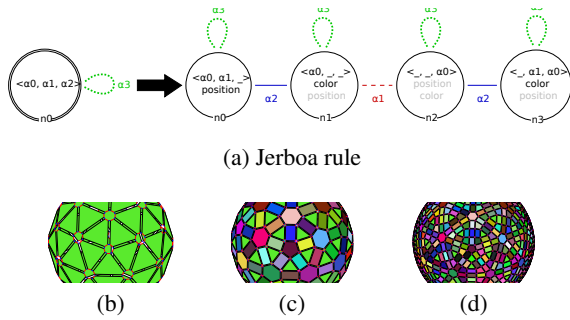 α3 α3 α3 α3
<α0, α1, α2> α3 <α0, α1, _> <α0, _, _> <_, _, α0> <_, α1, α0>
position color position color
position color position
α2 α1 α2
n0 n0 n1 n2 n3
(a) Jerboa rule
(b) (c) (d)